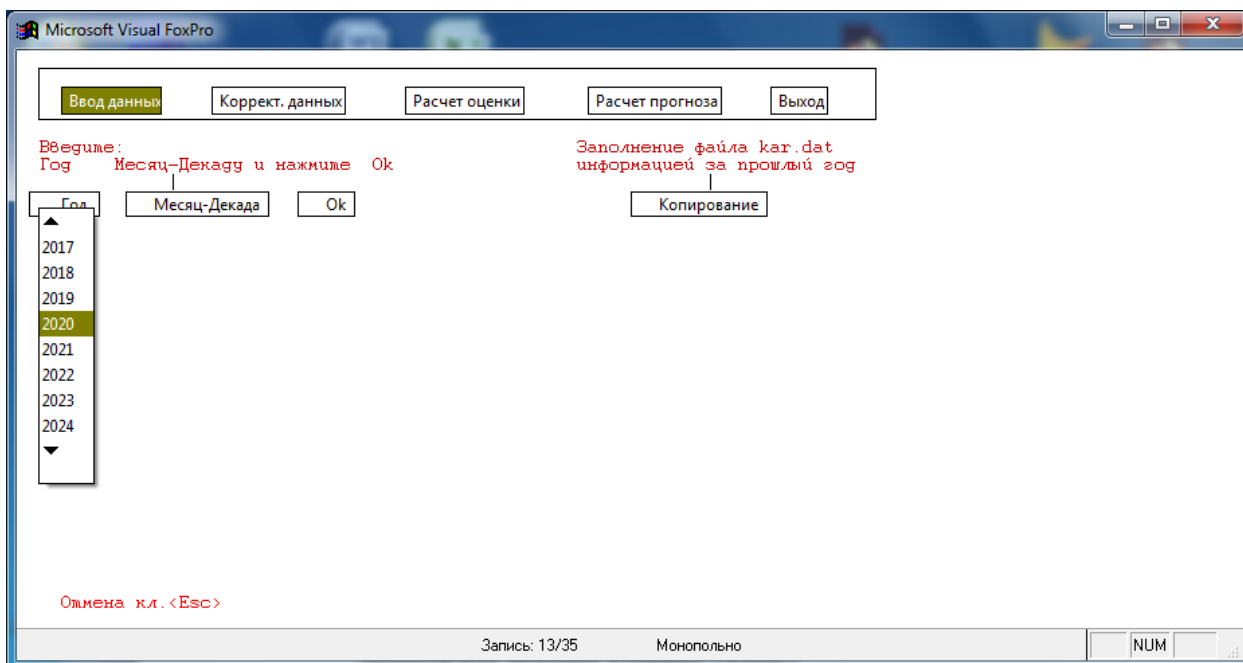 Microsoft Visual FoxPro
Ввод данных Коррект. данных Расчет оценки Расчет прогноза Выход
Введите: Заполнение файла kar.dat
Год Месяц-Декаду и нажмите Ok информацией за прошлый год
Год Месяц-Декада Ok Копирование
2017
2018
2019
2020
2021
2022
2023
2024
Отмена кл.<Esc>
Запись: 13/35 Монопольно NUM